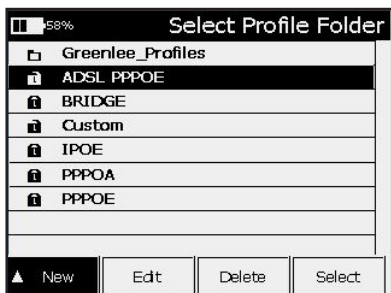 58% Select Profile Folder
Greenlee_Profiles
ADSL PPPOE
BRIDGE
Custom
IPOE
PPPOA
PPPOE
New Edit Delete Select